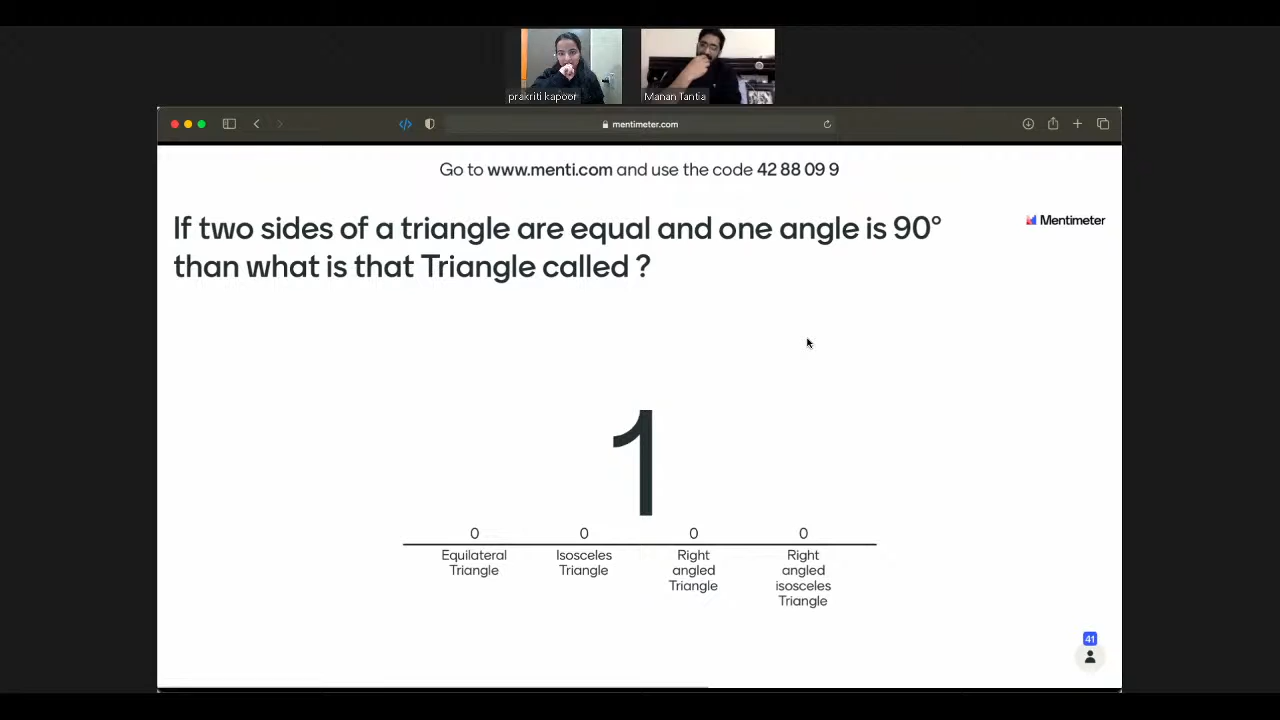 prakriti kapoor
Manan Tantia
mentimeter.com
Go to www.menti.com and use the code 42 88 09 9
If two sides of a triangle are equal and one angle is 90°
than what is that Triangle called ?
Mentimeter
1
0
0
0
0
Equilateral
Triangle
Isosceles
Triangle
Right
angled
Triangle
Right
angled
isosceles
Triangle
41